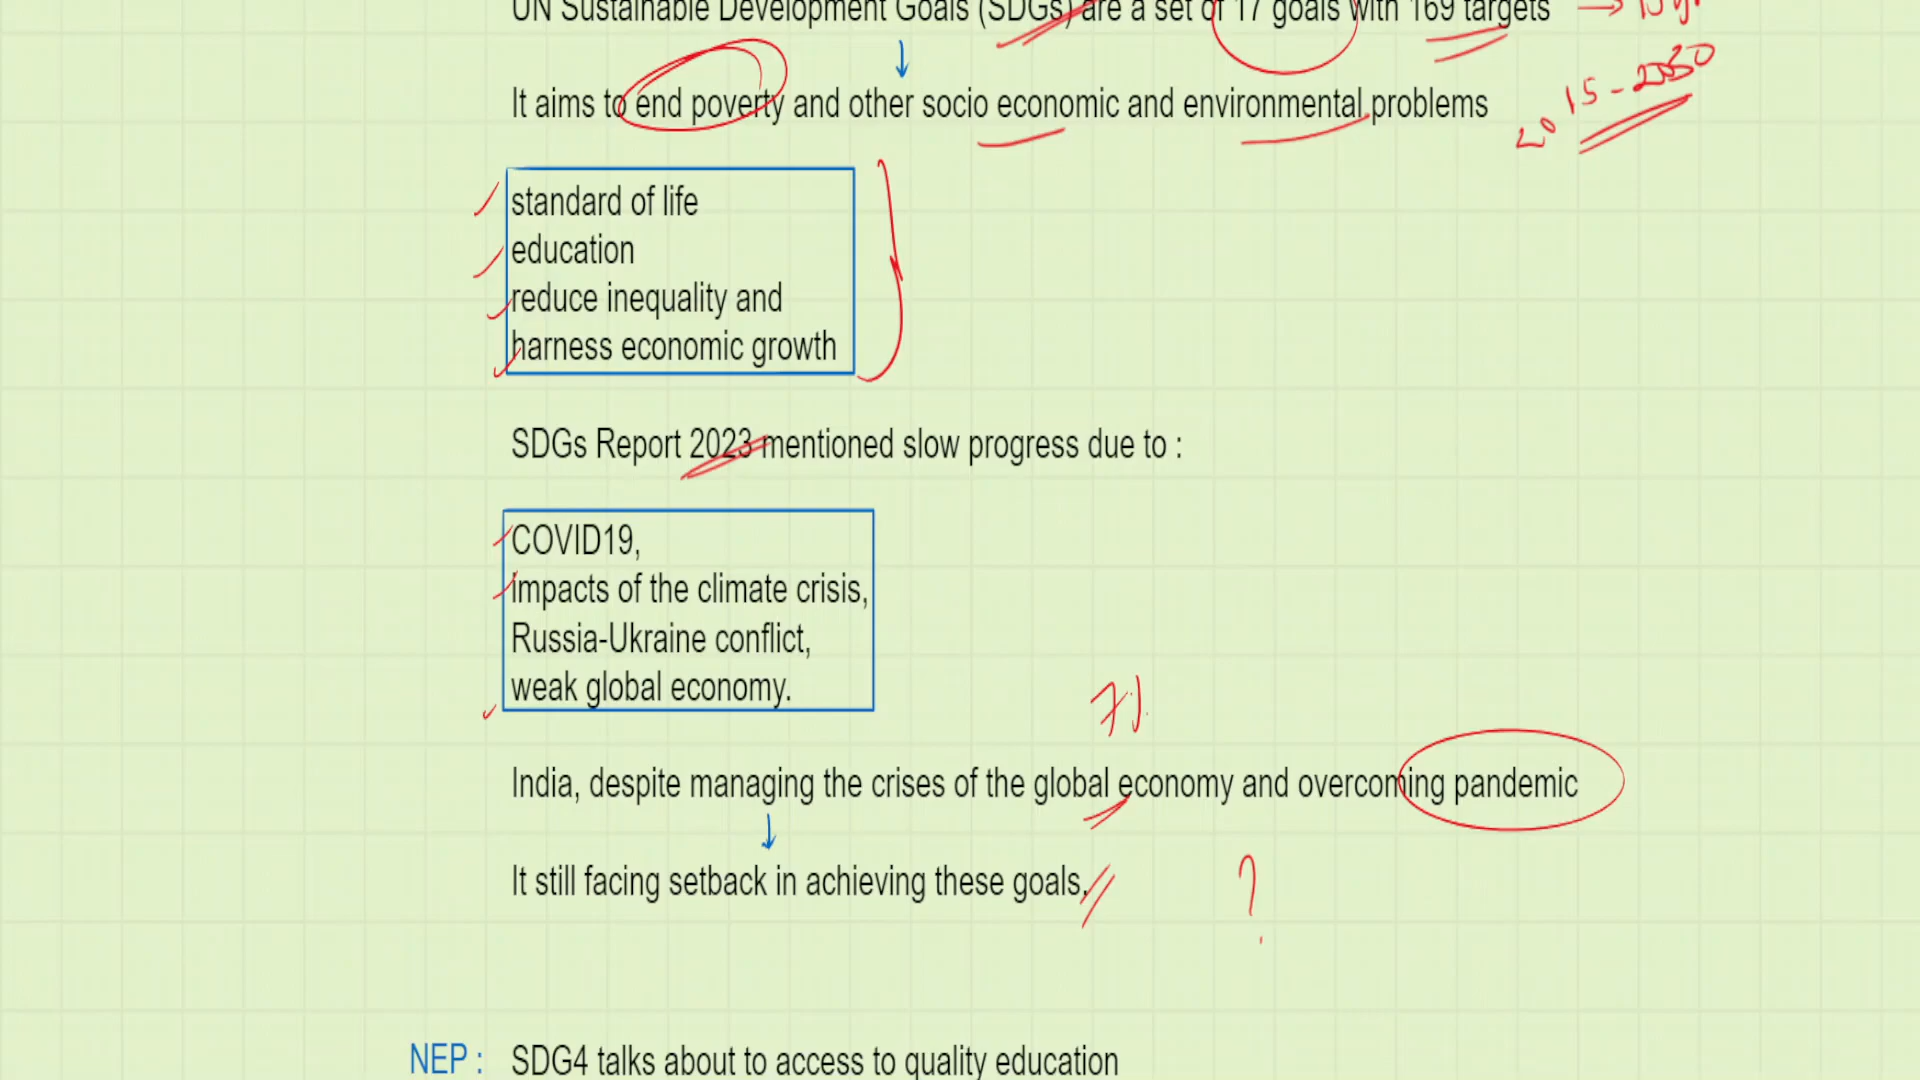 UN Sustainable Development Goals (SDGs) are a set of 17 goals with 169 targets → 15 yr
It aims to end poverty and other socio economic and environmental problems
2015-2030
standard of life
education
reduce inequality and
harness economic growth
SDGs Report 2023 mentioned slow progress due to :
COVID19,
impacts of the climate crisis,
Russia-Ukraine conflict,
weak global economy.
India, despite managing the crises of the global economy and overcoming pandemic
It still facing setback in achieving these goals,
?
NEP : SDG4 talks about to access to quality education